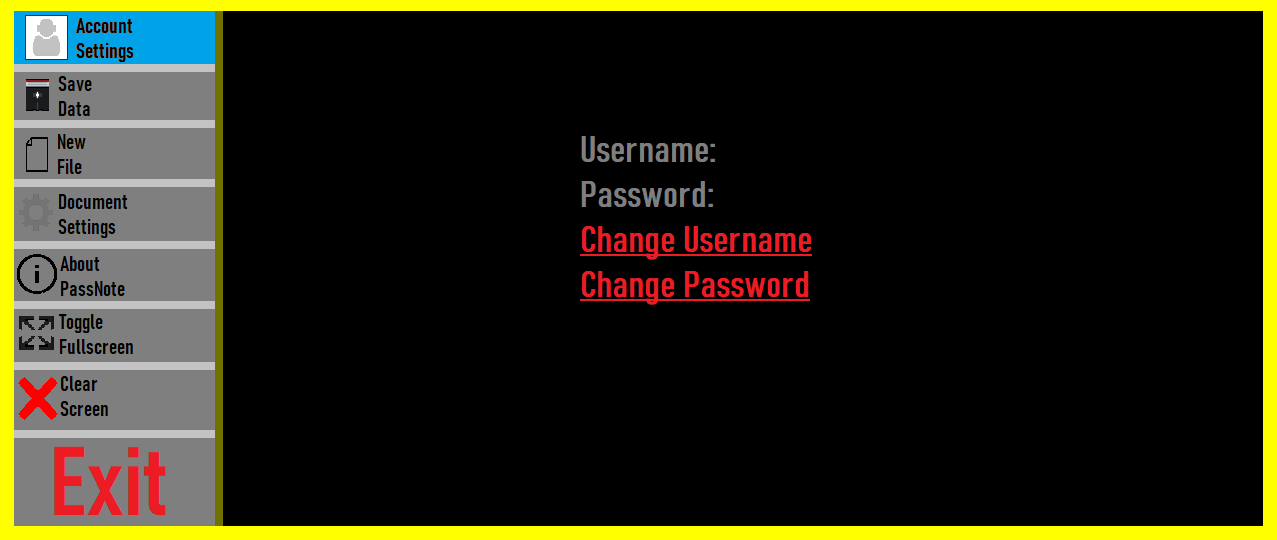 Account
Settings
Save
Data
New
File
Document
Settings
About
PassNote
Toggle
Fullscreen
Clear
Screen
Exit
Username:
Password:
Change Username
Change Password